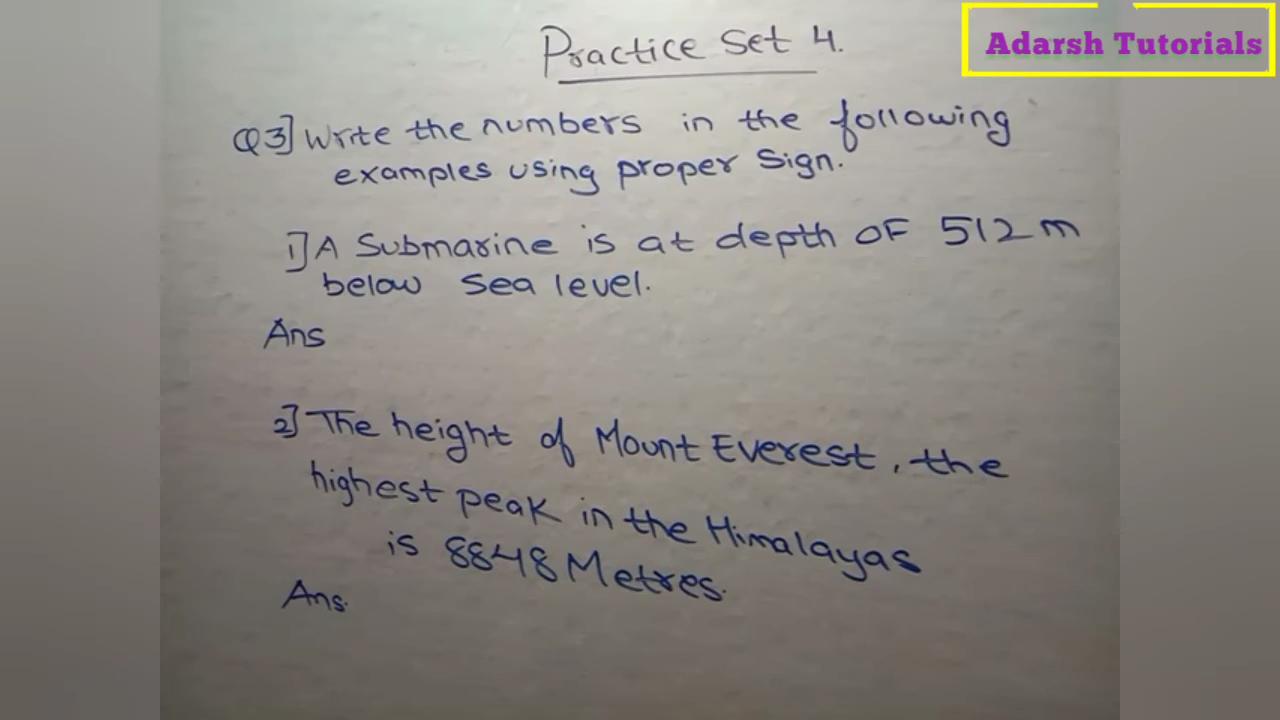 Practice Set 4.
Adarsh Tutorials
Q3] Write the numbers in the following
examples using proper Sign.
1] A Submarine is at depth OF 512 m
below Sea level.
Ans
2] The height of Mount Everest, the
highest peak in the Himalayas
is 8848 Metres.
Ans.